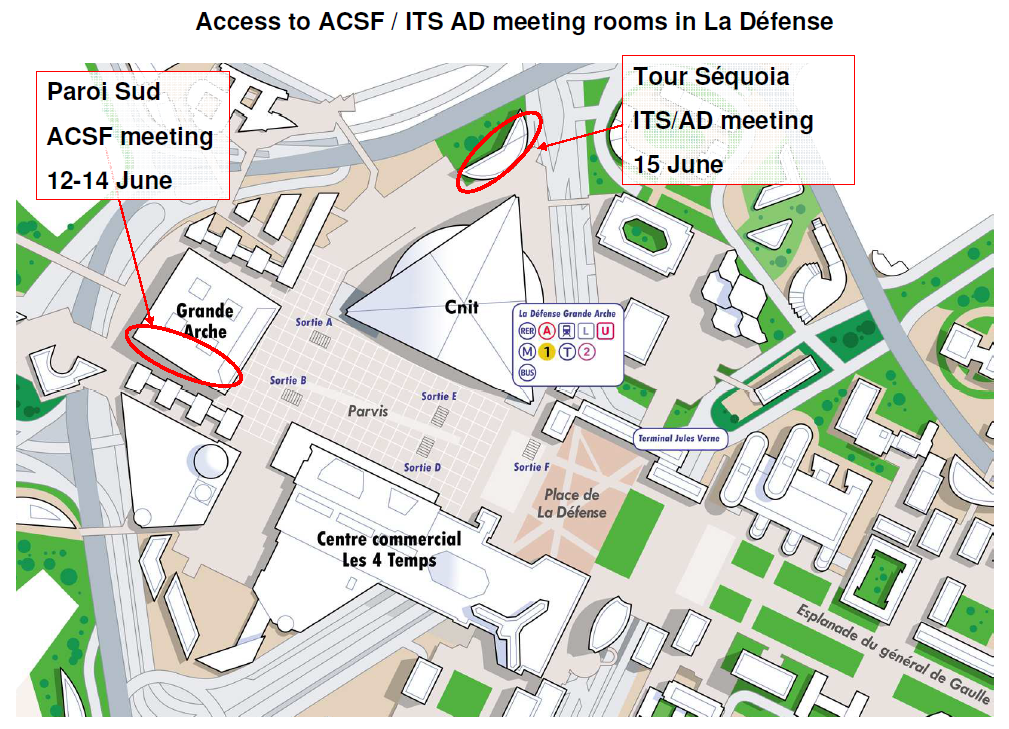 Access to ACSF / ITS AD meeting rooms in La Défense
Paroi Sud
ACSF meeting
12-14 June
Tour Séquoia
ITS/AD meeting
15 June
Grande
Arche
Sortie A
Cnit
La Défense Grande Arche
RER A L U
M 1 T 2
BUS
Sortie B
Parvis
Sortie E
Sortie D
Sortie F
Terminal Jules Verne
Place de
La Défense
Centre commercial
Les 4 Temps
Esplanade du général de Gaulle